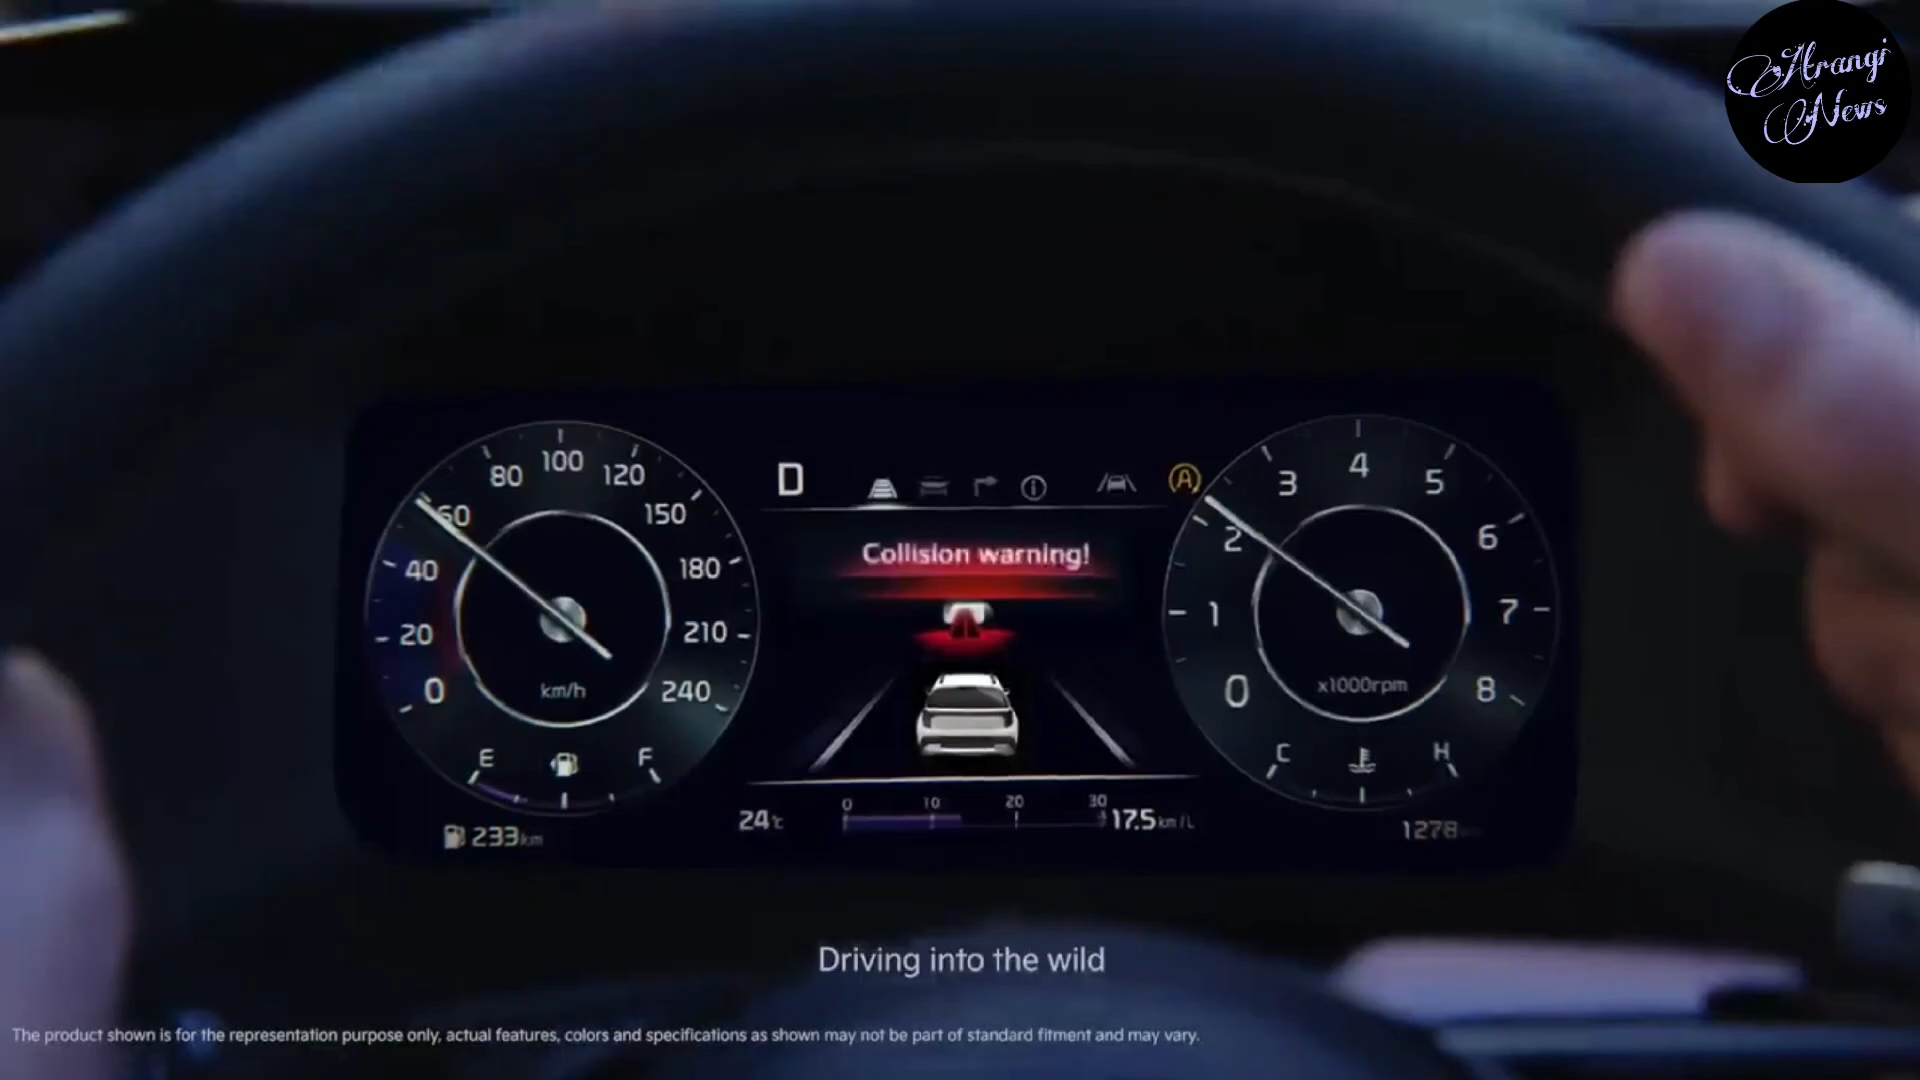 Arangi
News
80 100 120
60 150
40 180
20 210
0 km/h 240
E F
233km
D
Collision warning!
24°c
0 10 20 30
17.5km/L
3 4 5
2 6
1 7
0 x1000rpm 8
C H
1278
Driving into the wild
The product shown is for the representation purpose only, actual features, colors and specifications as shown may not be part of standard fitment and may vary.